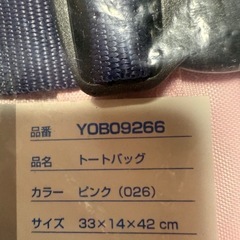 品番 YOB09266
品名 トートバッグ
カラー ピンク（026）
サイズ 33×14×42 cm